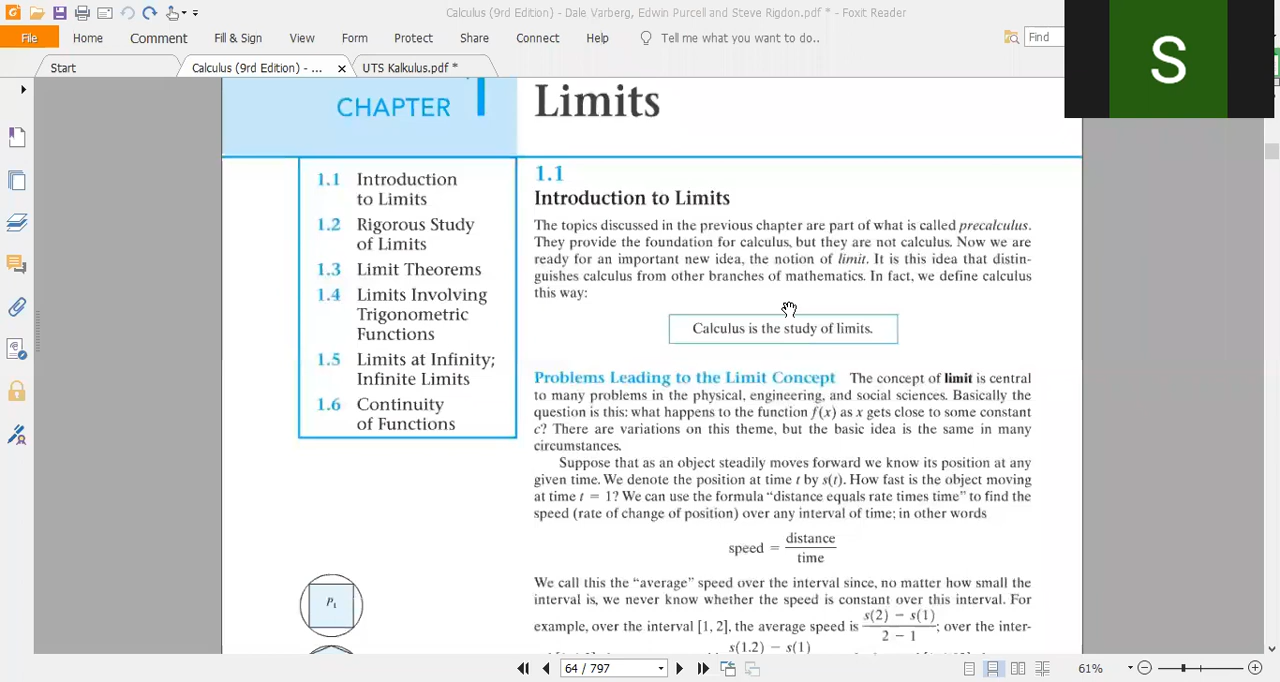 Calculus (9rd Edition) - Dale Varberg, Edwin Purcell and Steve Rigdon.pdf * - Foxit Reader
File Home Comment Fill & Sign View Form Protect Share Connect Help Tell me what you want to do.. Find
Start Calculus (9rd Edition) - ... × UTS Kalkulus.pdf *
S
CHAPTER 1 Limits
1.1 Introduction
to Limits
1.2 Rigorous Study
of Limits
1.3 Limit Theorems
1.4 Limits Involving
Trigonometric
Functions
1.5 Limits at Infinity;
Infinite Limits
1.6 Continuity
of Functions
1.1
Introduction to Limits
The topics discussed in the previous chapter are part of what is called precalculus.
They provide the foundation for calculus, but they are not calculus. Now we are
ready for an important new idea, the notion of limit. It is this idea that distin-
guishes calculus from other branches of mathematics. In fact, we define calculus
this way:
Calculus is the study of limits.
Problems Leading to the Limit Concept The concept of limit is central
to many problems in the physical, engineering, and social sciences. Basically the
question is this: what happens to the function f(x) as x gets close to some constant
c? There are variations on this theme, but the basic idea is the same in many
circumstances.
Suppose that as an object steadily moves forward we know its position at any
given time. We denote the position at time t by s(t). How fast is the object moving
at time t = 1? We can use the formula “distance equals rate times time” to find the
speed (rate of change of position) over any interval of time; in other words
speed = distance
time
We call this the “average” speed over the interval since, no matter how small the
interval is, we never know whether the speed is constant over this interval. For
example, over the interval [1, 2], the average speed is s(2) − s(1)
2 − 1
; over the inter-
s(1.2) − s(1)
P₁
64 / 797
61%